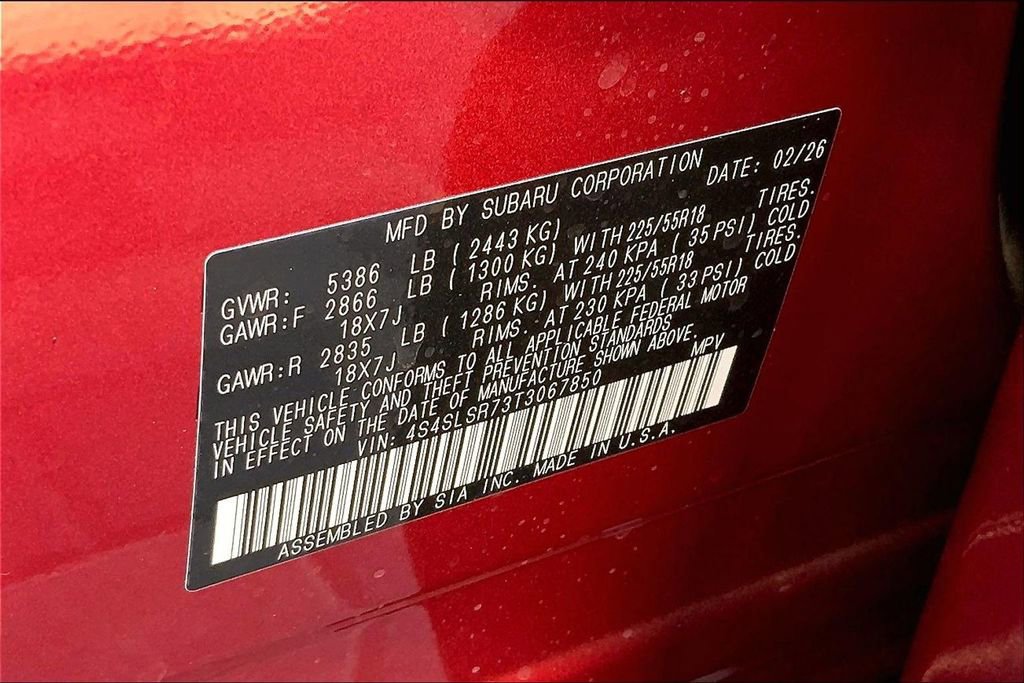 MFD BY SUBARU CORPORATION
DATE: 02/26
GVWR: 5386 LB ( 2443 KG)
GAWR:F 2866 LB ( 1300 KG) WITH 225/55R18 TIRES.
18X7J RIMS. AT 240 KPA ( 35 PSI) COLD
GAWR:R 2835 LB ( 1286 KG) WITH 225/55R18 TIRES.
18X7J RIMS. AT 230 KPA ( 33 PSI) COLD
THIS VEHICLE CONFORMS TO ALL APPLICABLE FEDERAL MOTOR
VEHICLE SAFETY AND THEFT PREVENTION STANDARDS
IN EFFECT ON THE DATE OF MANUFACTURE SHOWN ABOVE.
VIN: 4S4SLSR73T3067850 MPV
ASSEMBLED BY SIA INC. MADE IN U.S.A.